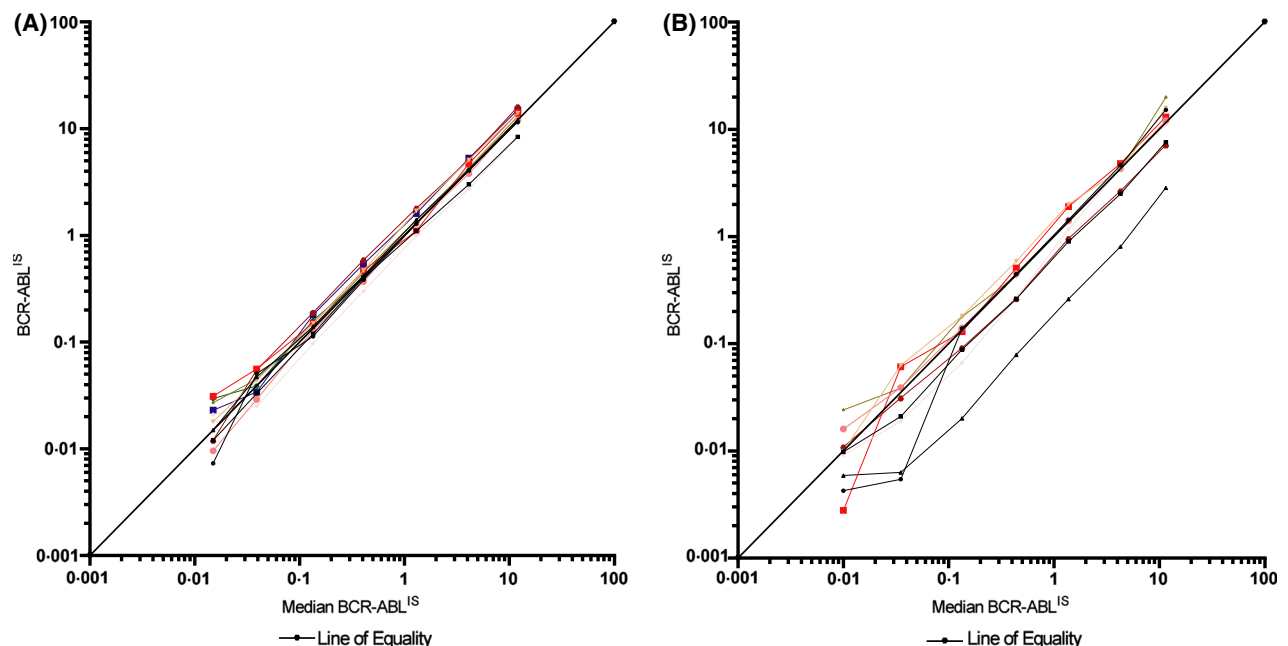 (A)
100
10
1
0·1
0·01
0·001
BCR-ABL^IS
0·001 0·01 0·1 1 10 100
Median BCR-ABL^IS
Line of Equality
(B)
100
10
1
0·1
0·01
0·001
BCR-ABL^IS
0·001 0·01 0·1 1 10 100
Median BCR-ABL^IS
Line of Equality